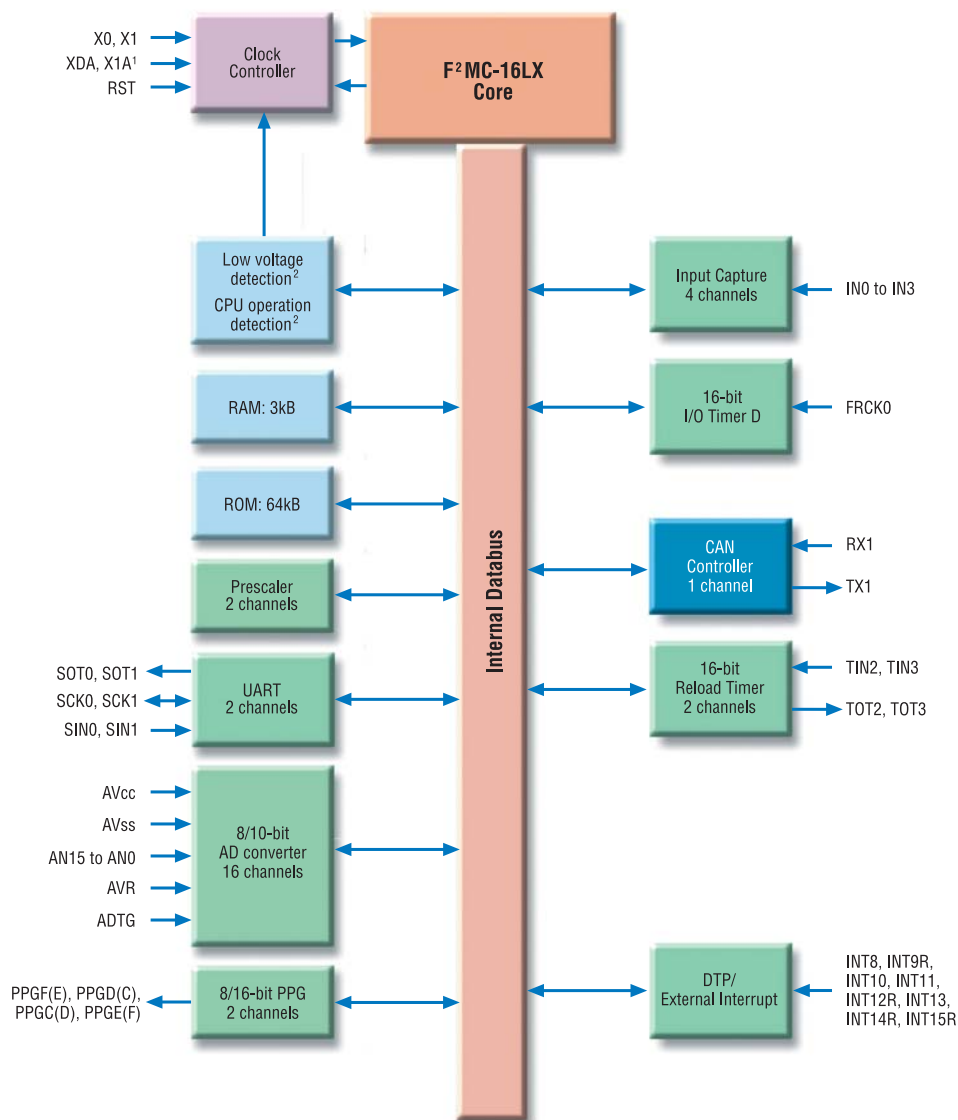 X0, X1
XDA, X1A¹
RST
Clock
Controller
F²MC-16LX
Core
Low voltage
detection²
CPU operation
detection²
RAM: 3kB
ROM: 64kB
Prescaler
2 channels
SOT0, SOT1
SCK0, SCK1
SIN0, SIN1
UART
2 channels
AVcc
AVss
AN15 to AN0
AVR
ADTG
8/10-bit
AD converter
16 channels
PPGF(E), PPGD(C),
PPGC(D), PPGE(F)
8/16-bit PPG
2 channels
Internal Databus
Input Capture
4 channels
IN0 to IN3
16-bit
I/O Timer D
FRCK0
CAN
Controller
1 channel
RX1
TX1
16-bit
Reload Timer
2 channels
TIN2, TIN3
TOT2, TOT3
DTP/
External Interrupt
INT8, INT9R,
INT10, INT11,
INT12R, INT13,
INT14R, INT15R